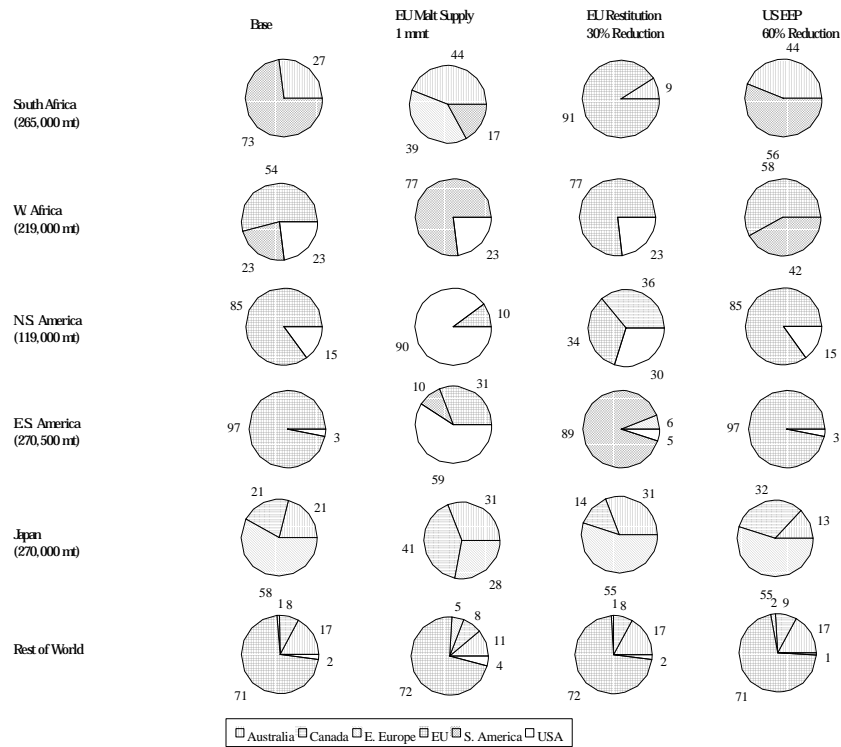 Base
EU Malt Supply
1 mmt
EU Restitution
30% Reduction
US EEP
60% Reduction
South Africa
(265,000 mt)
27
73
44
39
17
9
91
44
56
W. Africa
(219,000 mt)
54
23
23
77
23
77
23
58
42
N.S. America
(119,000 mt)
85
15
10
90
36
34
30
85
15
E.S. America
(270,500 mt)
97
3
10
31
59
6
89
5
97
3
Japan
(270,000 mt)
21
21
58
31
41
28
14
31
55
32
13
55
Rest of World
1
8
17
2
71
5
8
11
4
72
1
8
17
2
72
2
9
17
1
71
Australia
Canada
E. Europe
EU
S. America
USA